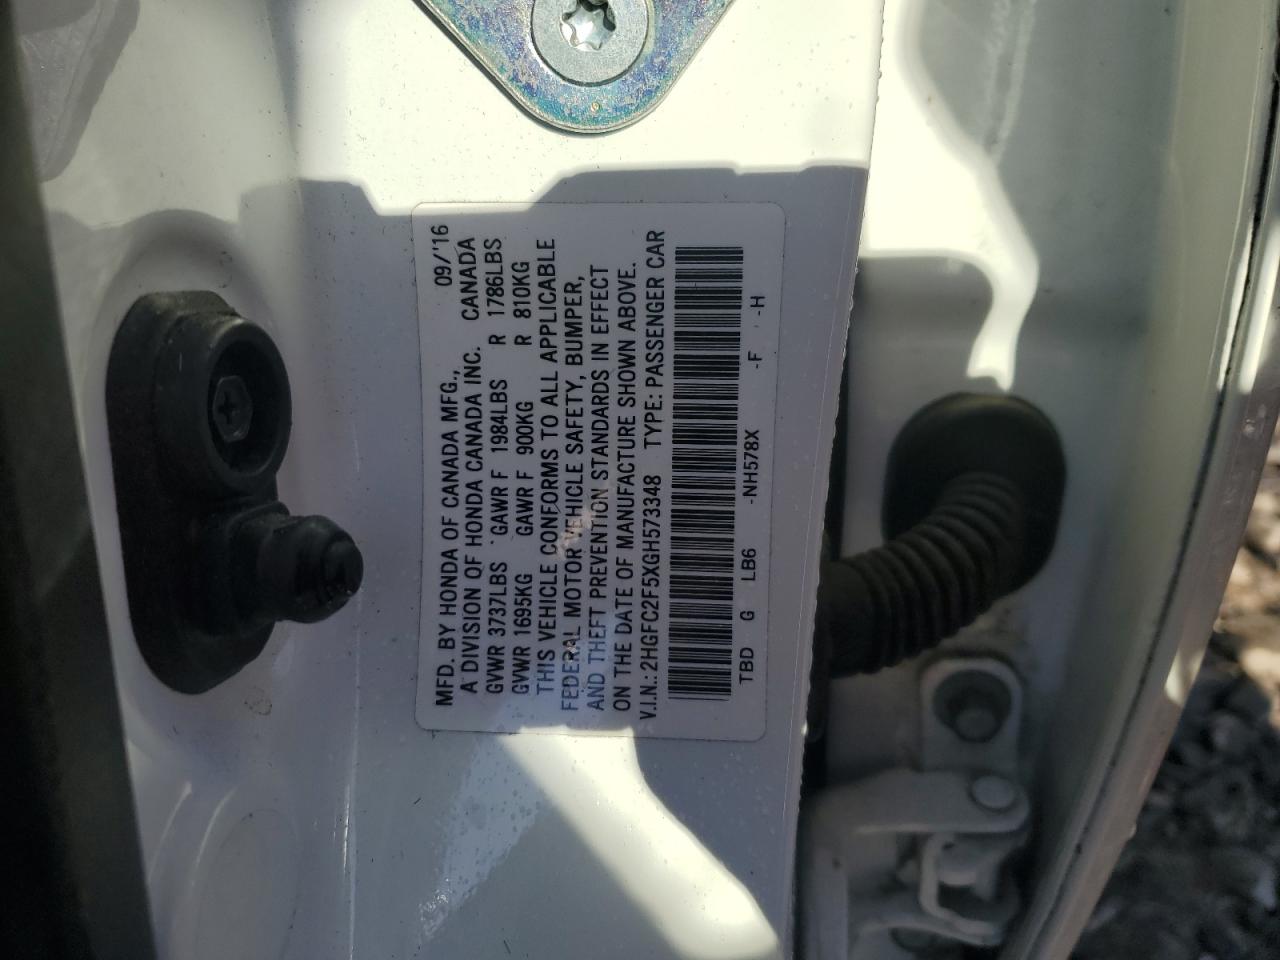 MFD. BY HONDA OF CANADA MFG., 09/'16
A DIVISION OF HONDA CANADA INC. CANADA
GVWR 3737LBS GAWR F 1984LBS R 1786LBS
GVWR 1695KG GAWR F 900KG R 810KG
THIS VEHICLE CONFORMS TO ALL APPLICABLE
FEDERAL MOTOR VEHICLE SAFETY, BUMPER,
AND THEFT PREVENTION STANDARDS IN EFFECT
ON THE DATE OF MANUFACTURE SHOWN ABOVE.
V.I.N.: 2HGFC2F5XGH573348 TYPE: PASSENGER CAR
TBD G LB6 -NH578X -F -H